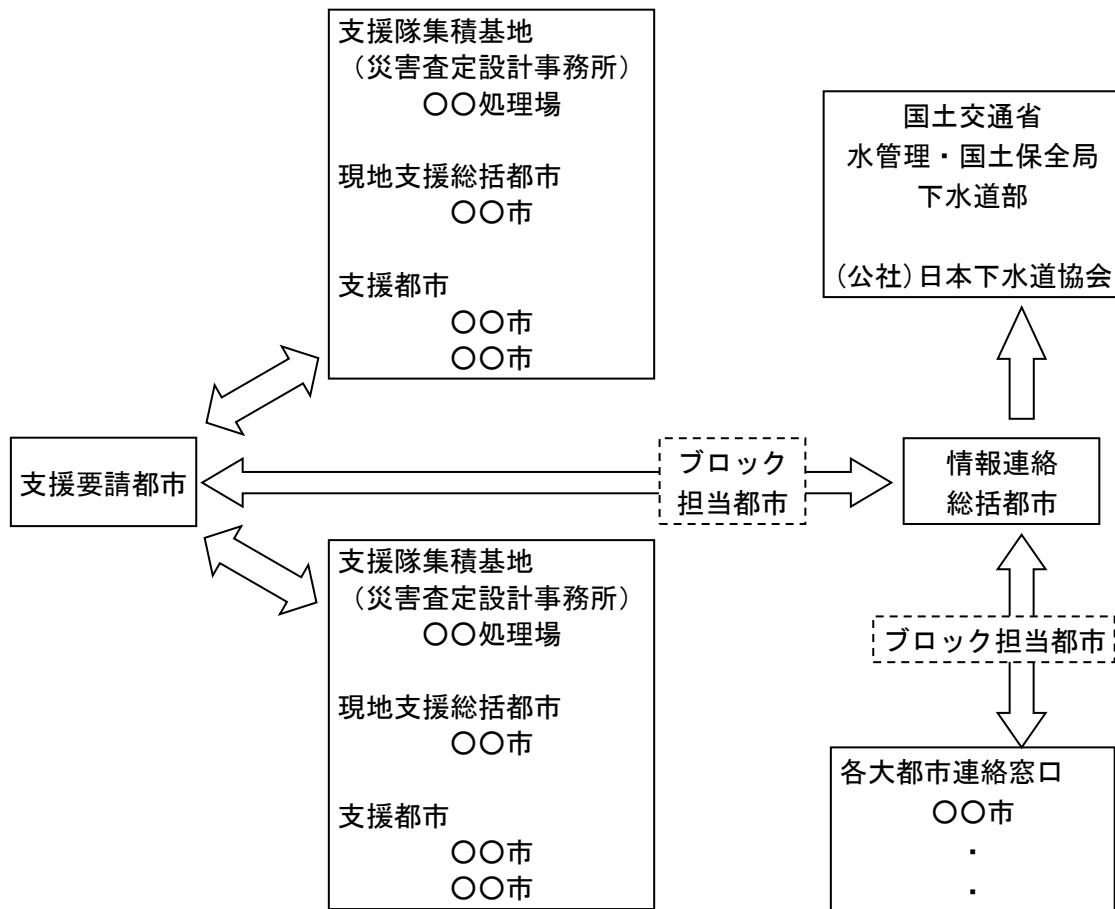 支援隊集積基地
（災害査定設計事務所）
〇〇処理場
現地支援総括都市
〇〇市
支援都市
〇〇市
〇〇市
国土交通省
水管理・国土保全局
下水道部
(公社)日本下水道協会
支援要請都市
ブロック
担当都市
情報連絡
総括都市
支援隊集積基地
（災害査定設計事務所）
〇〇処理場
現地支援総括都市
〇〇市
支援都市
〇〇市
〇〇市
ブロック担当都市
各大都市連絡窓口
〇〇市
・
・